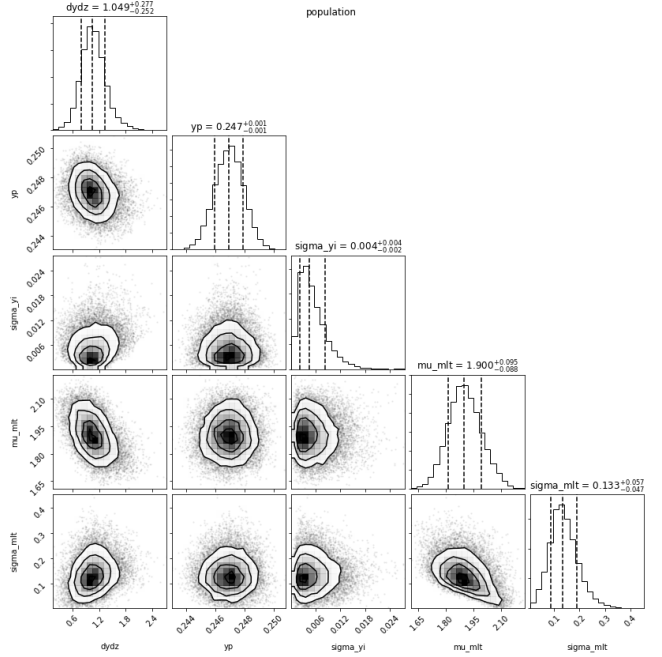 population
dydz = 1.049+0.277−0.252
yp = 0.247+0.001−0.001
0.250
0.248
0.246
0.244
yp
sigma_yi = 0.004+0.004−0.002
0.024
0.018
0.012
0.006
sigma_yi
mu_mlt = 1.900+0.095−0.088
2.10
1.95
1.80
1.65
mu_mlt
sigma_mlt = 0.133+0.057−0.047
0.4
0.3
0.2
0.1
sigma_mlt
0.6 1.2 1.8 2.4
0.244 0.246 0.248 0.250
0.006 0.012 0.018 0.024
1.65 1.80 1.95 2.10
0.1 0.2 0.3 0.4
dydz yp sigma_yi mu_mlt sigma_mlt